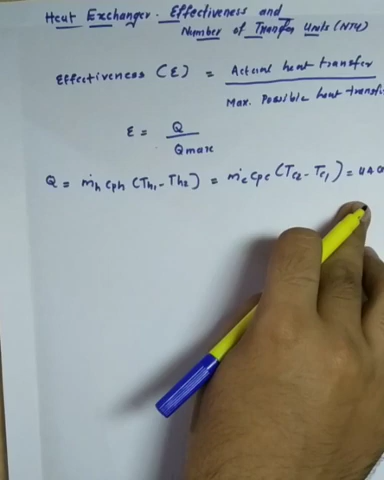 Heat Exchanger. Effectiveness and
Number of Transfer Units (NTU)
Effectiveness (ε) = Actual heat transfer
Max. Possible heat transf
ε = Q
Qmax
Q = ṁh Cph (Th1 - Th2) = ṁc Cpc (Tc2 - Tc1) = UA